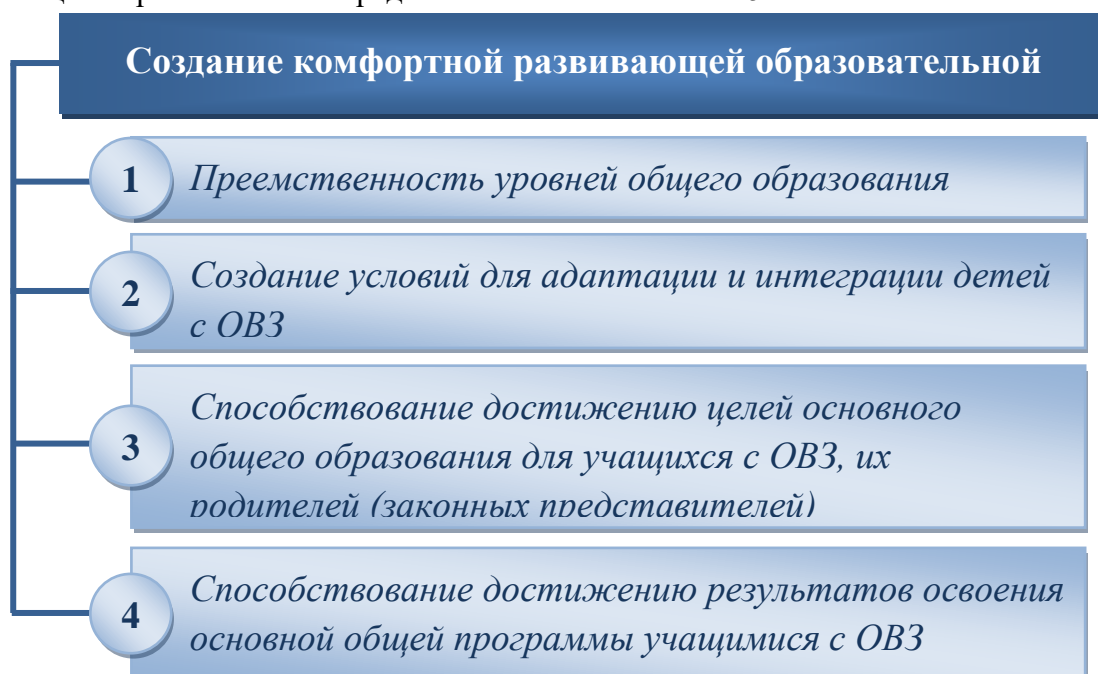 Создание комфортной развивающей образовательной
1
Преемственность уровней общего образования
2
Создание условий для адаптации и интеграции детей
с ОВЗ
3
Способствование достижению целей основного
общего образования для учащихся с ОВЗ, их
родителей (законных представителей)
4
Способствование достижению результатов освоения
основной общей программы учащимися с ОВЗ